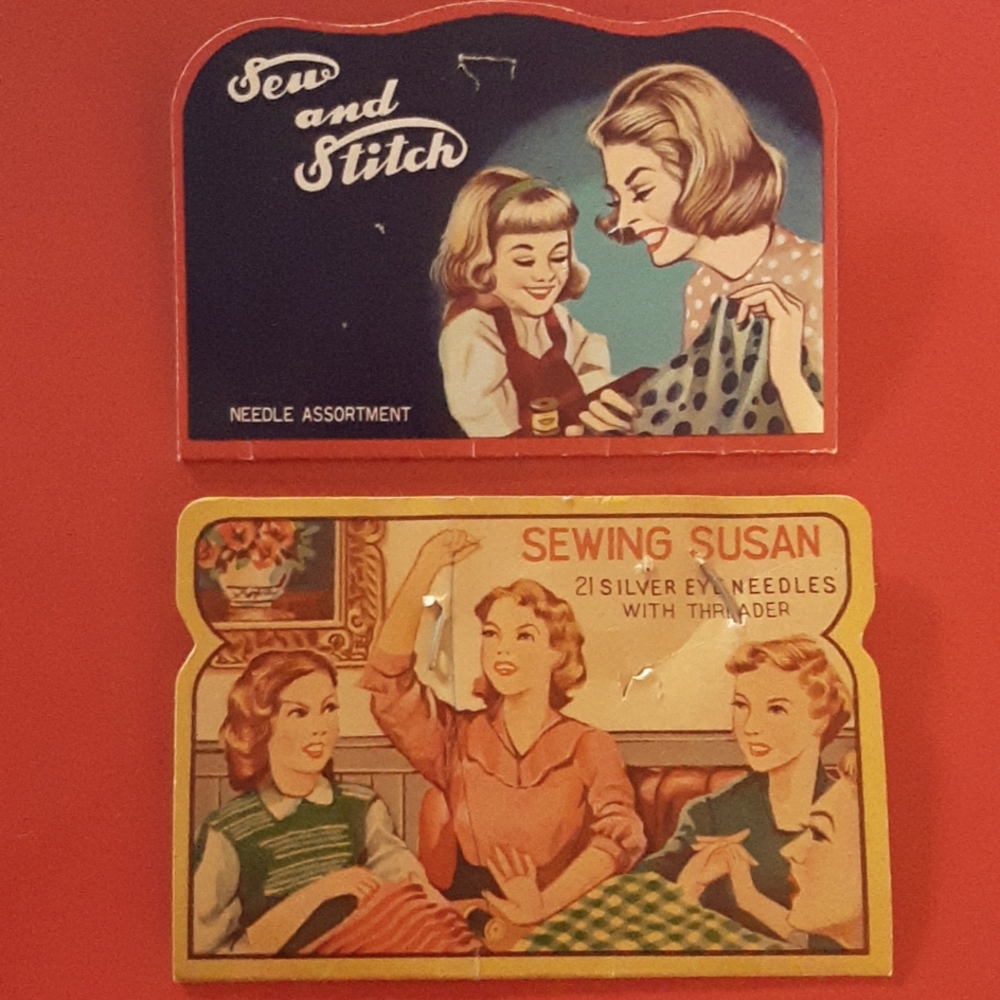 Sew
and
Stitch
NEEDLE ASSORTMENT
SEWING SUSAN
21 SILVER EYE NEEDLES
WITH THREADER